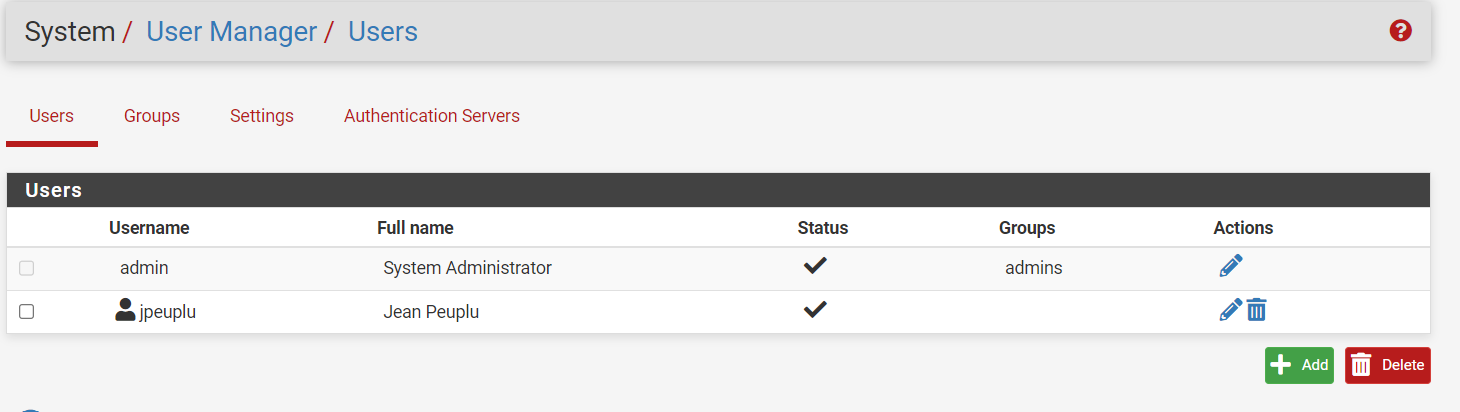 System / User Manager / Users
Users Groups Settings Authentication Servers
Users
Username Full name Status Groups Actions
admin System Administrator admins
jpeuplu Jean Peuplu
Add Delete